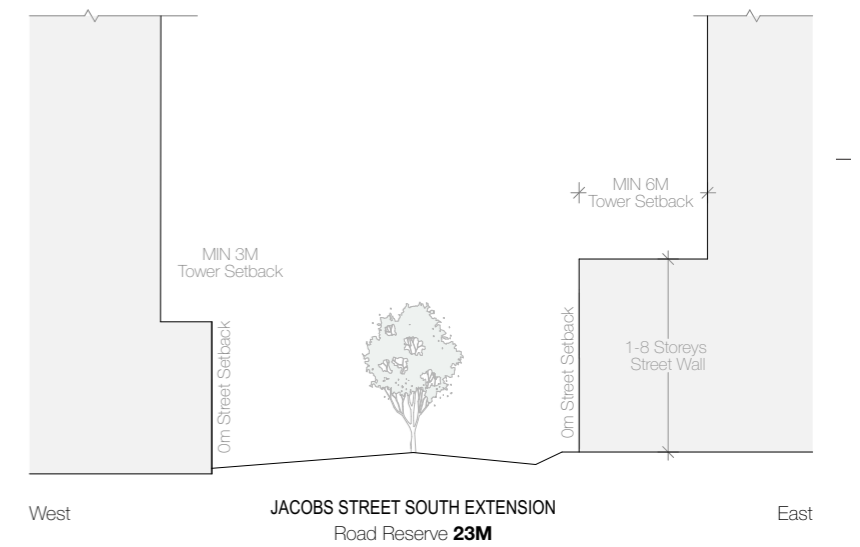 MIN 6M
Tower Setback
MIN 3M
Tower Setback
0m Street Setback
0m Street Setback
1-8 Storeys
Street Wall
West
JACOBS STREET SOUTH EXTENSION
Road Reserve 23M
East